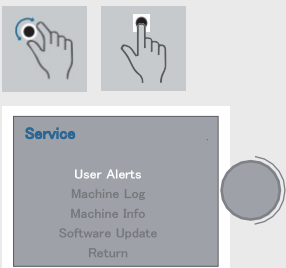 Service
User Alerts
Machine Log
Machine Info
Software Update
Return